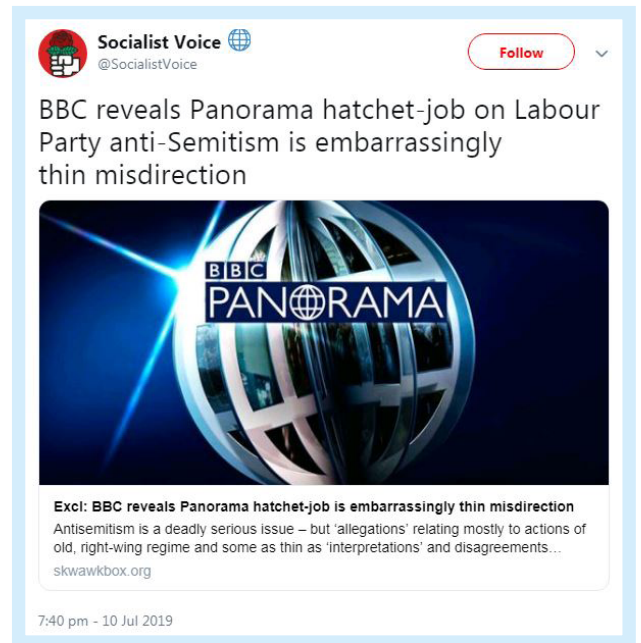 Socialist Voice
@SocialistVoice
Follow
BBC reveals Panorama hatchet-job on Labour
Party anti-Semitism is embarrassingly
thin misdirection
BBC
PANORAMA
Excl: BBC reveals Panorama hatchet-job is embarrassingly thin misdirection
Antisemitism is a deadly serious issue – but ‘allegations’ relating mostly to actions of
old, right-wing regime and some as thin as ‘interpretations’ and disagreements…
skwawkbox.org
7:40 pm - 10 Jul 2019